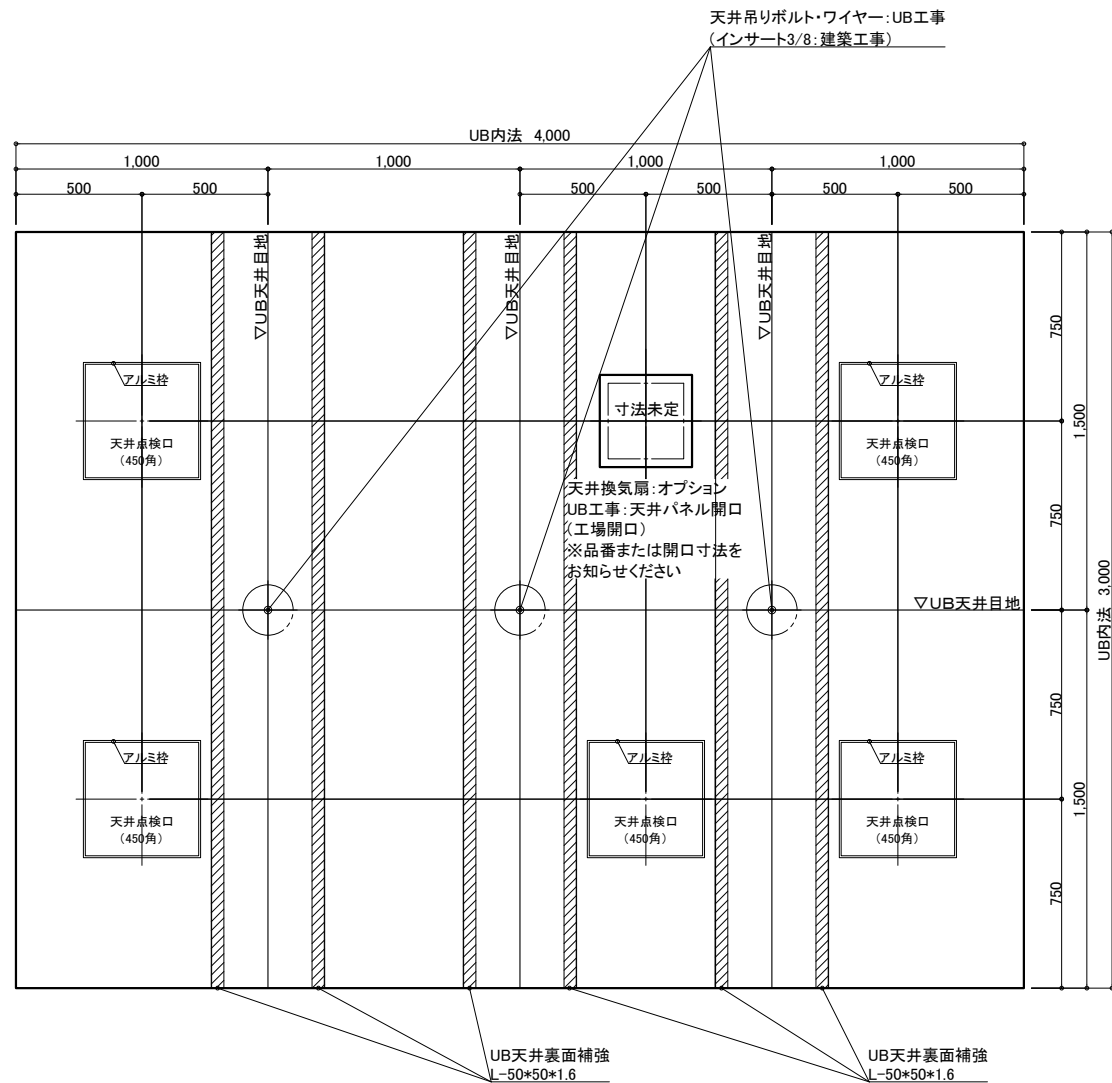 天井吊りボルト・ワイヤー:UB工事
(インサート3/8:建築工事)
UB内法 4,000
1,000
1,000
1,000
1,000
500
500
500
500
500
500
▽UB天井目地
▽UB天井目地
▽UB天井目地
アルミ枠
天井点検口
(450角)
寸法未定
天井換気扇:オプション
UB工事:天井パネル開口
(工場開口)
※品番または開口寸法を
お知らせください
アルミ枠
天井点検口
(450角)
▽UB天井目地
アルミ枠
天井点検口
(450角)
アルミ枠
天井点検口
(450角)
アルミ枠
天井点検口
(450角)
750
750
750
750
1,500
1,500
UB内法 3,000
UB天井裏面補強
L-50*50*1.6
UB天井裏面補強
L-50*50*1.6